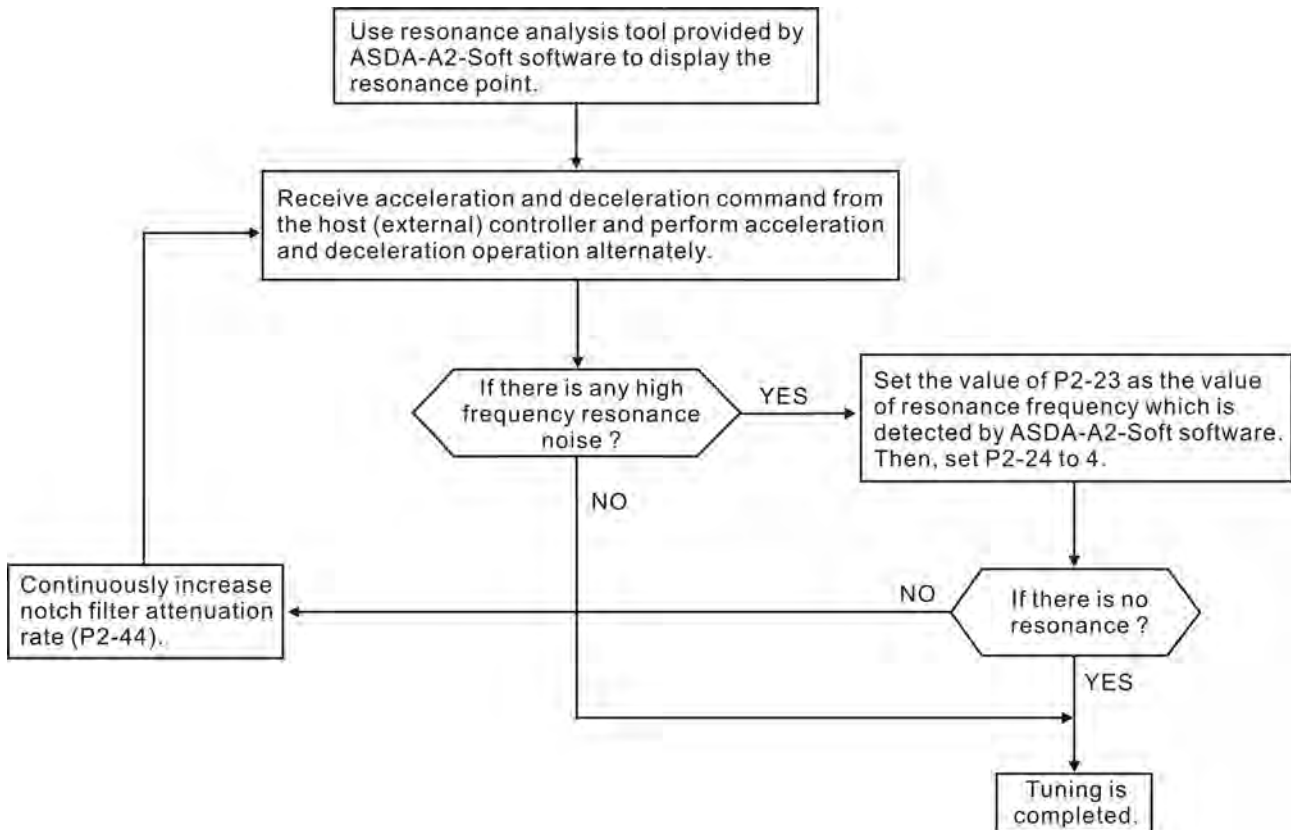 Use resonance analysis tool provided by
ASDA-A2-Soft software to display the
resonance point.
Receive acceleration and deceleration command from
the host (external) controller and perform acceleration
and deceleration operation alternately.
If there is any high
frequency resonance
noise ?
YES
Set the value of P2-23 as the value
of resonance frequency which is
detected by ASDA-A2-Soft software.
Then, set P2-24 to 4.
NO
Continuously increase
notch filter attenuation
rate (P2-44).
NO
If there is no
resonance ?
YES
Tuning is
completed.